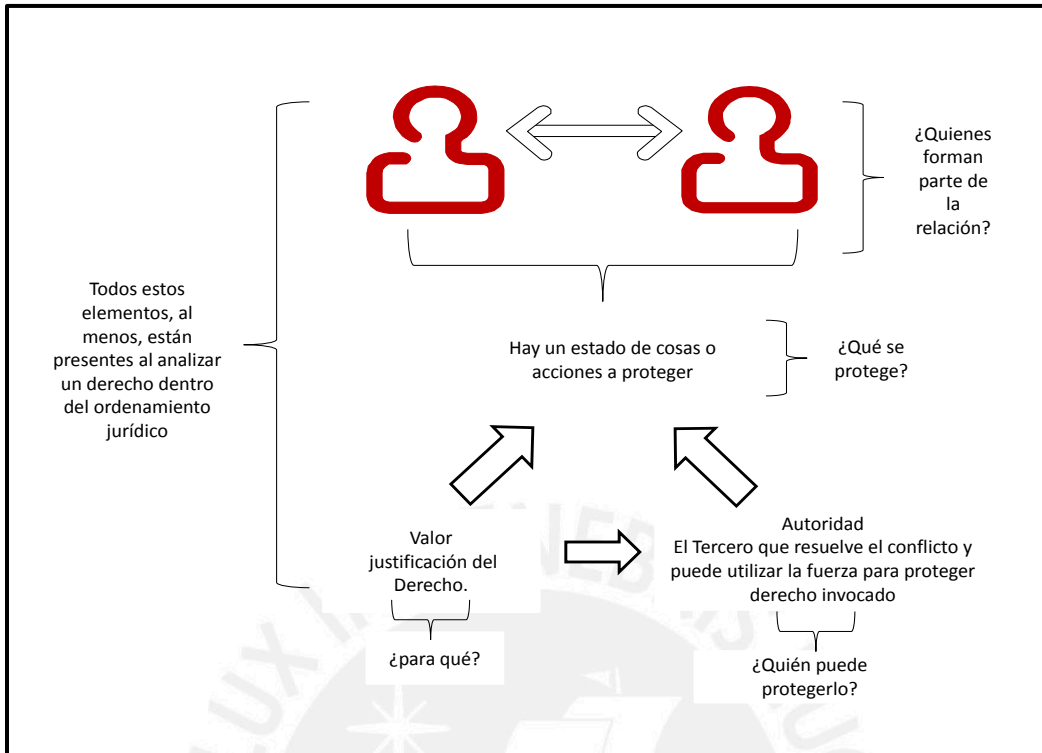 ¿Quienes
forman
parte de
la
relación?
Todos estos
elementos, al
menos, están
presentes al analizar
un derecho dentro
del ordenamiento
jurídico
Hay un estado de cosas o
acciones a proteger
¿Qué se
protege?
Valor
justificación del
Derecho.
¿para qué?
Autoridad
El Tercero que resuelve el conflicto y
puede utilizar la fuerza para proteger
derecho invocado
¿Quién puede
protegerlo?
LUX